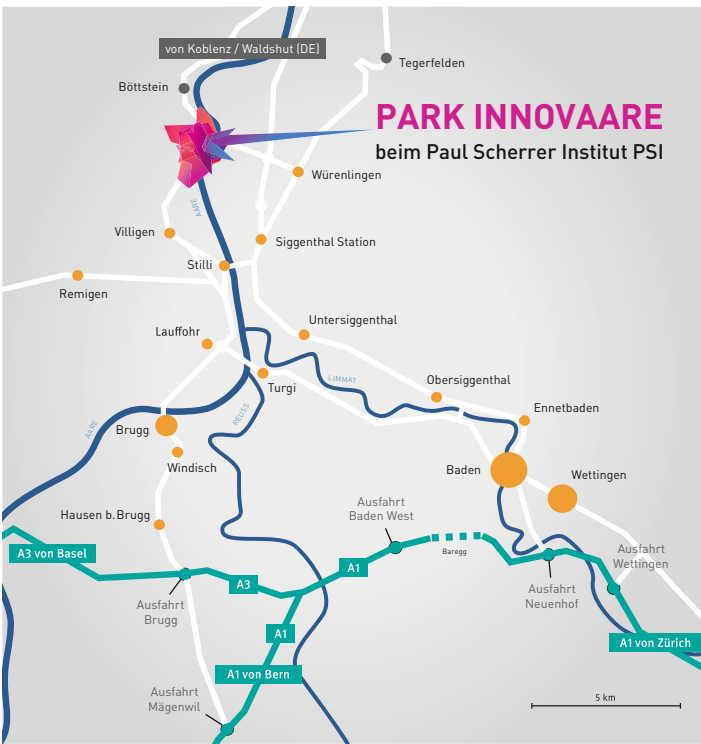 von Koblenz / Waldshut (DE)
Tegerfelden
Böttstein
PARK INNOVAARE
beim Paul Scherrer Institut PSI
Würenlingen
AARE
Villigen
Siggenthal Station
Stilli
Remigen
Untersiggenthal
Lauffohr
LIMMAT
Obersiggenthal
Turgi
REUSS
Ennetbaden
AARE
Brugg
Windisch
Baden
Wettingen
Hausen b.Brugg
Ausfahrt
Baden West
A3 von Basel
Baregg
Ausfahrt
Wettingen
A1
A3
Ausfahrt
Brugg
Ausfahrt
Neuenhof
A1
A1 von Zürich
A1 von Bern
Ausfahrt
Mägenwil
5 km